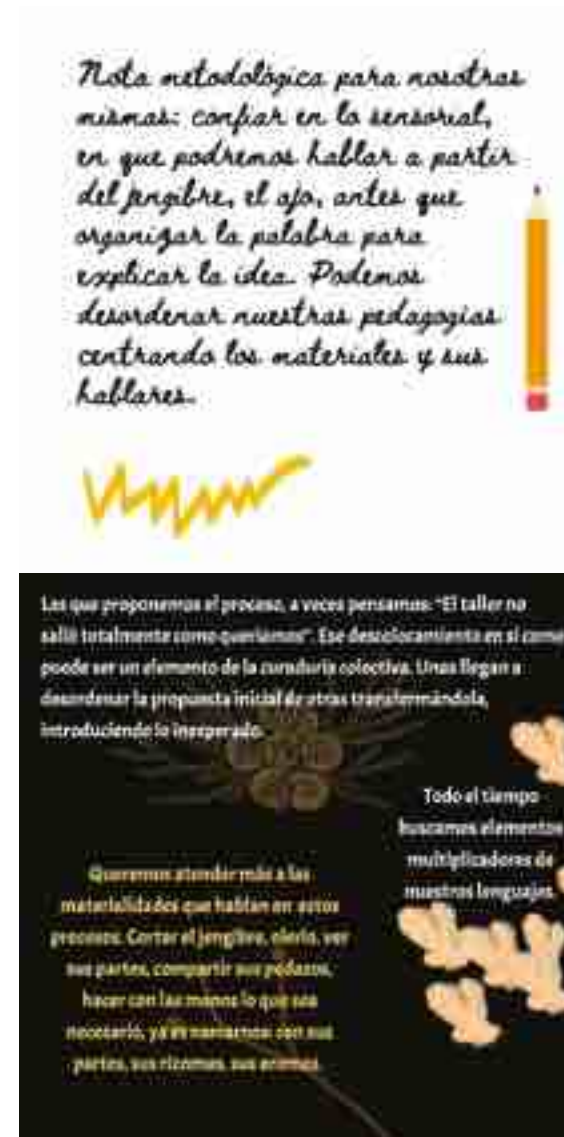 Nota metodológica para nosotras
mismas: confiar en lo sensorial,
en que podremos hablar a partir
del jengibre, el ajo, antes que
organizar la palabra para
explicar la idea. Podemos
desordenar nuestras pedagogías
centrando los materiales y sus
hablares.
Las que proponemos el proceso, a veces pensamos: "El taller no
salió totalmente como queríamos". Ese descolocamiento en sí
puede ser un elemento de la curaduría colectiva. Unas llegan a
desordenar la propuesta inicial de otras transformándola,
introduciendo lo inesperado.
Todo el tiempo
buscamos elementos
multiplicadores de
nuestros lenguajes.
Queremos atender más a las
materialidades que hablan en estos
procesos. Cortar el jengibre, olerlo, ver
sus partes, compartir sus pedazos,
hacer con las manos lo que sea
necesario, ya es narrarnos con sus
partes, sus rizomas, sus aromas.